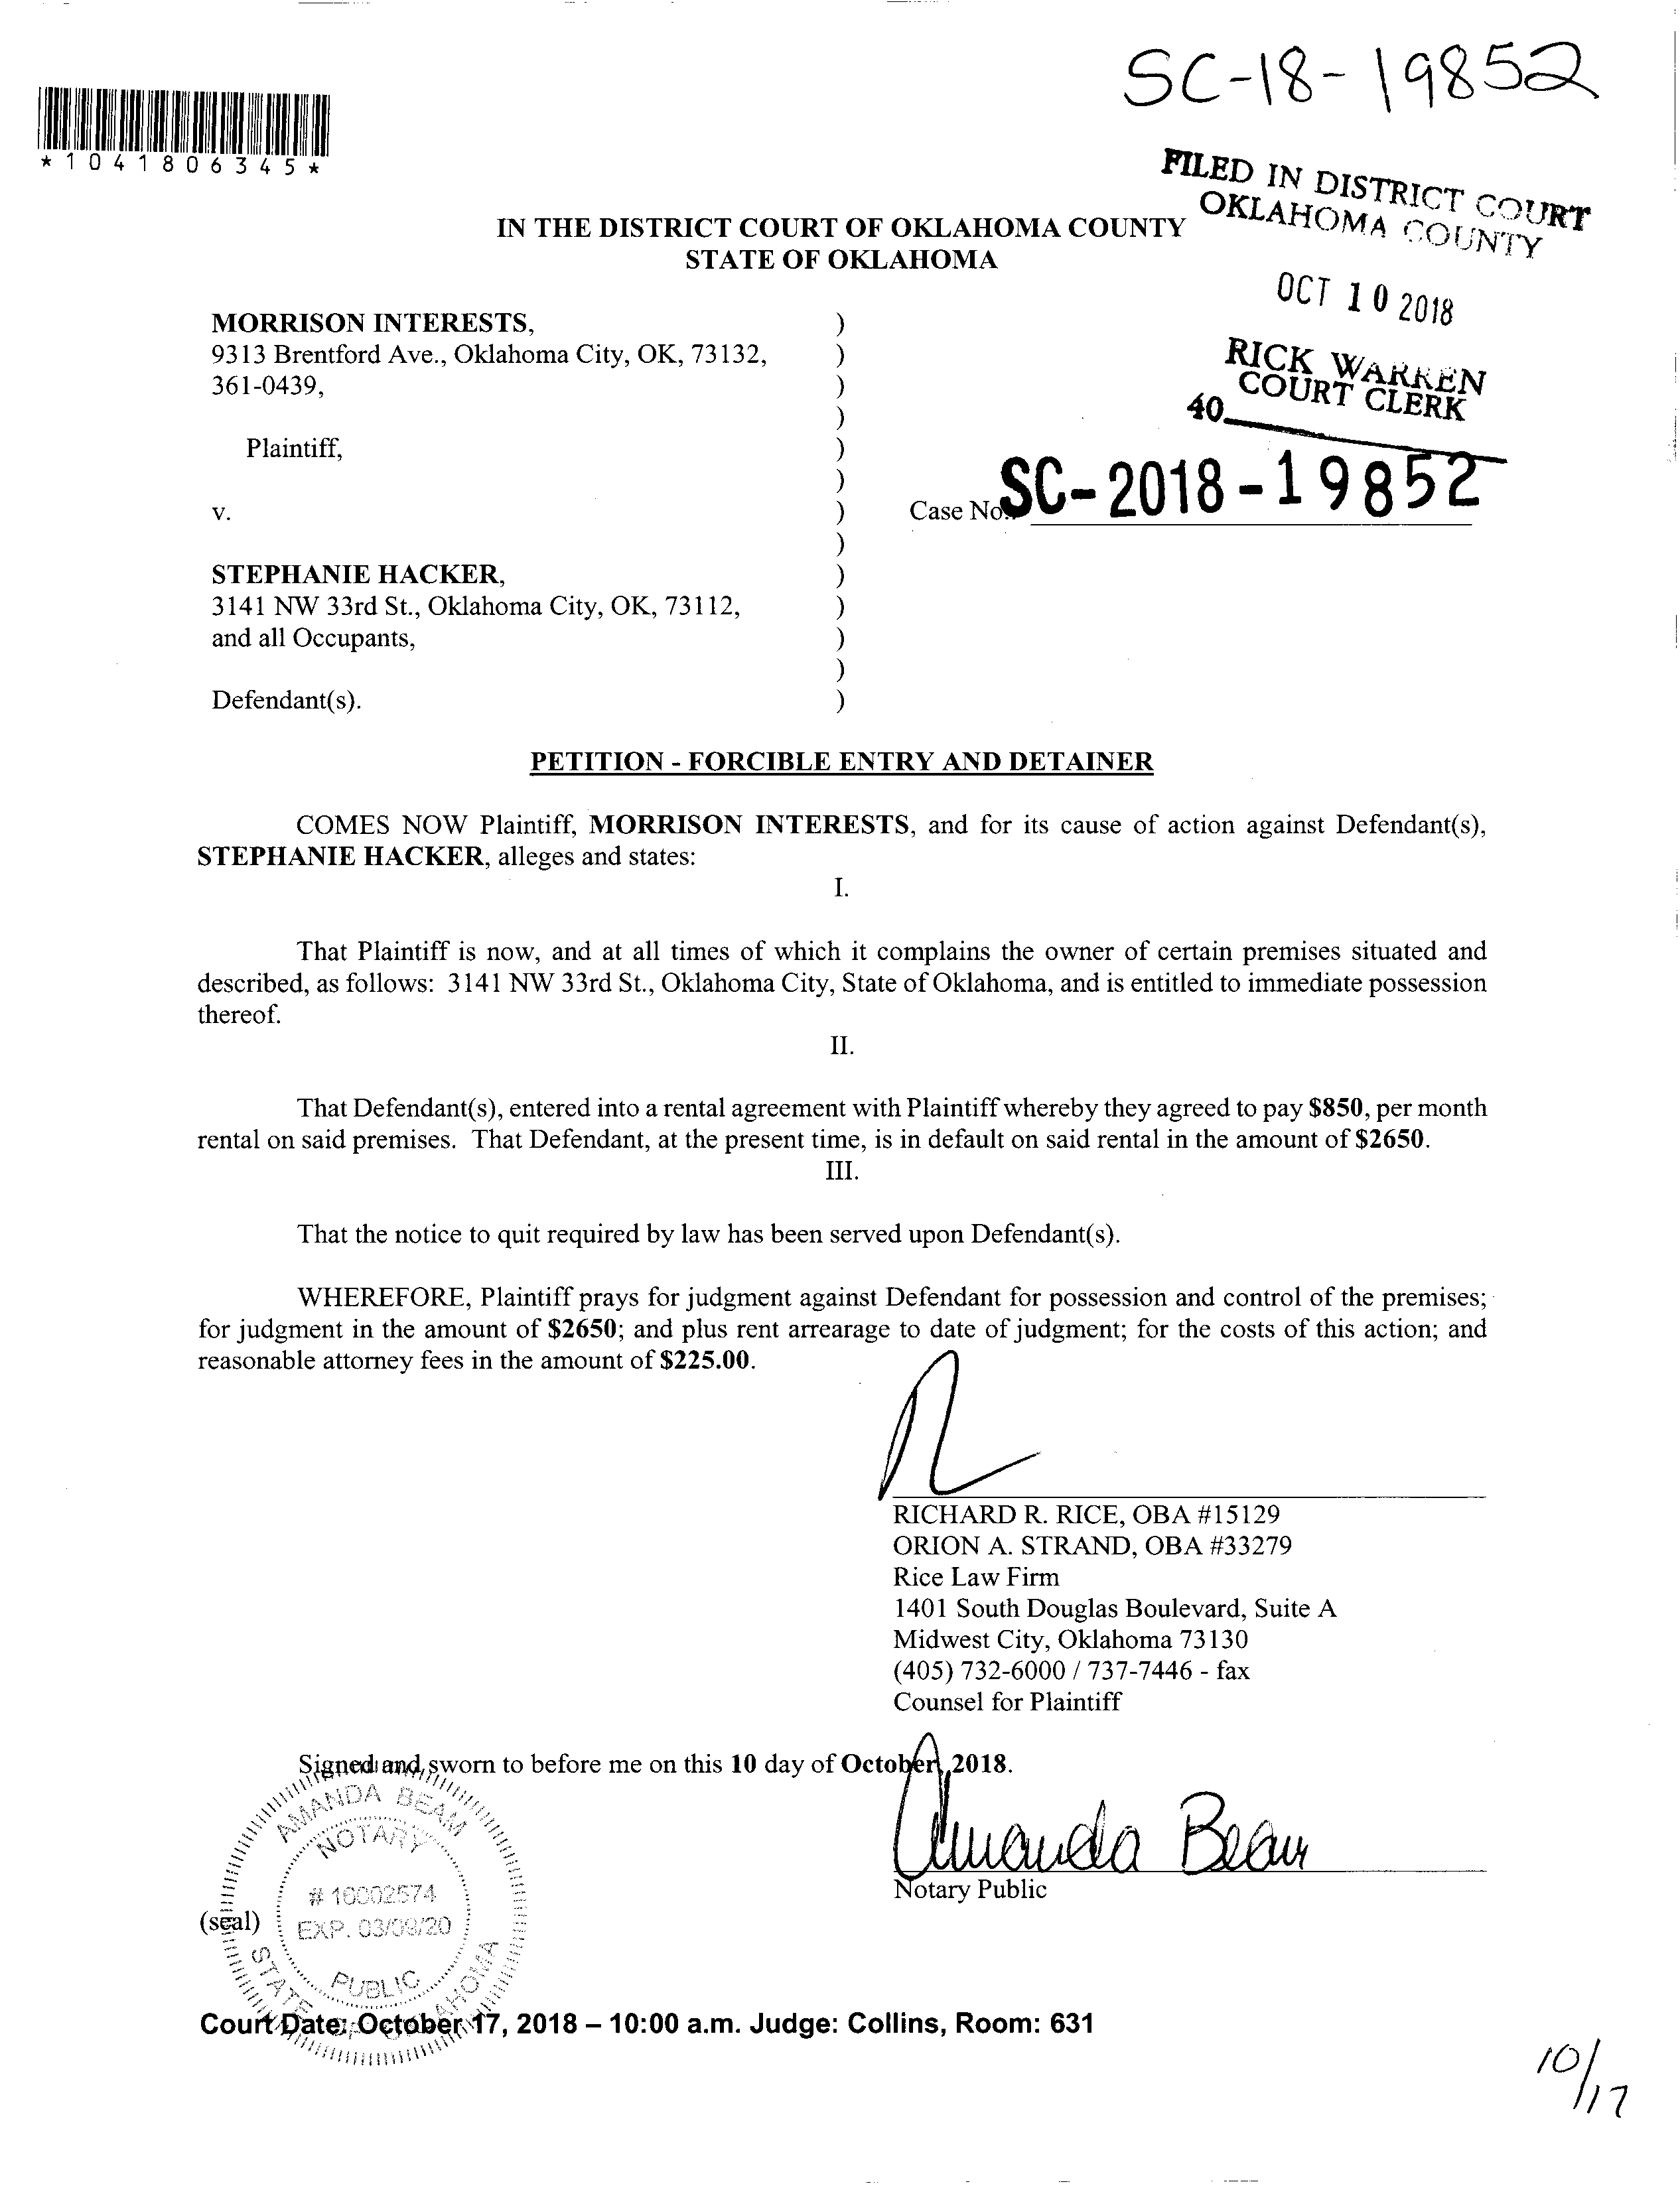 SC-18-19852
*1041806345*
FILED IN DISTRICT COURT
OKLAHOMA COUNTY
IN THE DISTRICT COURT OF OKLAHOMA COUNTY
STATE OF OKLAHOMA
OCT 10 2018
RICK WARREN
COURT CLERK
40
MORRISON INTERESTS, )
9313 Brentford Ave., Oklahoma City, OK, 73132, )
361-0439, )
)
Plaintiff, )
)
v. ) Case No.: SC-2018-19852
)
STEPHANIE HACKER, )
3141 NW 33rd St., Oklahoma City, OK, 73112, )
and all Occupants, )
)
Defendant(s). )
PETITION - FORCIBLE ENTRY AND DETAINER
COMES NOW Plaintiff, MORRISON INTERESTS, and for its cause of action against Defendant(s),
STEPHANIE HACKER, alleges and states:
I.
That Plaintiff is now, and at all times of which it complains the owner of certain premises situated and
described, as follows: 3141 NW 33rd St., Oklahoma City, State of Oklahoma, and is entitled to immediate possession
thereof.
II.
That Defendant(s), entered into a rental agreement with Plaintiff whereby they agreed to pay $850, per month
rental on said premises. That Defendant, at the present time, is in default on said rental in the amount of $2650.
III.
That the notice to quit required by law has been served upon Defendant(s).
WHEREFORE, Plaintiff prays for judgment against Defendant for possession and control of the premises;
for judgment in the amount of $2650; and plus rent arrearage to date of judgment; for the costs of this action; and
reasonable attorney fees in the amount of $225.00.
RICHARD R. RICE, OBA #15129
ORION A. STRAND, OBA #33279
Rice Law Firm
1401 South Douglas Boulevard, Suite A
Midwest City, Oklahoma 73130
(405) 732-6000 / 737-7446 - fax
Counsel for Plaintiff
Signed and sworn to before me on this 10 day of October, 2018.
Amanda Beam
Notary Public
(seal)
AMANDA BEAM
NOTARY
# 16002574
EXP. 03/09/20
PUBLIC
STATE OF OKLAHOMA
Court Date: October 17, 2018 – 10:00 a.m. Judge: Collins, Room: 631
10/17